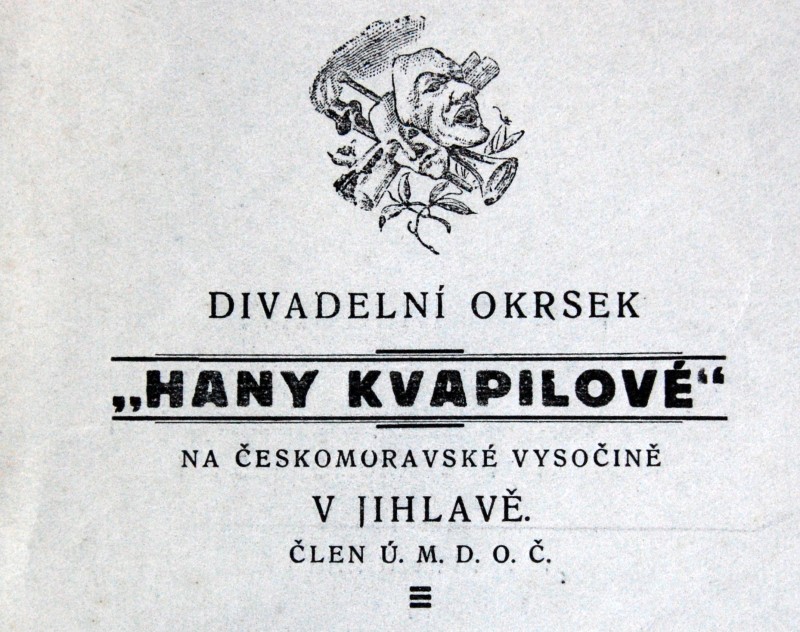 DIVADELNÍ OKRSEK
„HANY KVAPILOVÉ“
NA ČESKOMORAVSKÉ VYSOČINĚ
V JIHLAVĚ.
ČLEN Ú. M. D. O. Č.